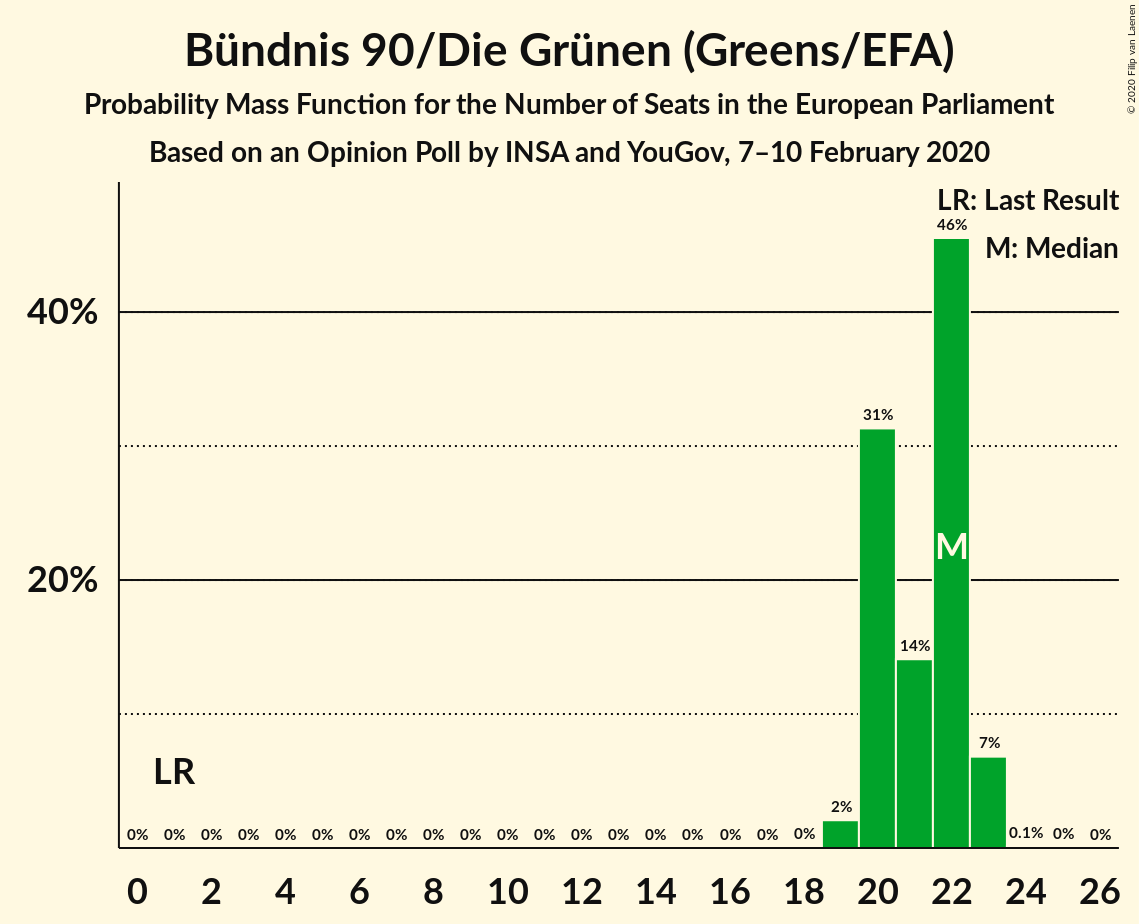 Bündnis 90/Die Grünen (Greens/EFA)
Probability Mass Function for the Number of Seats in the European Parliament
Based on an Opinion Poll by INSA and YouGov, 7–10 February 2020
© 2020 Filip van Laenen
LR: Last Result
M: Median
46%
40%
31%
M
20%
14%
7%
LR
2%
0% 0% 0% 0% 0% 0% 0% 0% 0% 0% 0% 0% 0% 0% 0% 0% 0% 0% 0% 0.1% 0% 0%
0 2 4 6 8 10 12 14 16 18 20 22 24 26